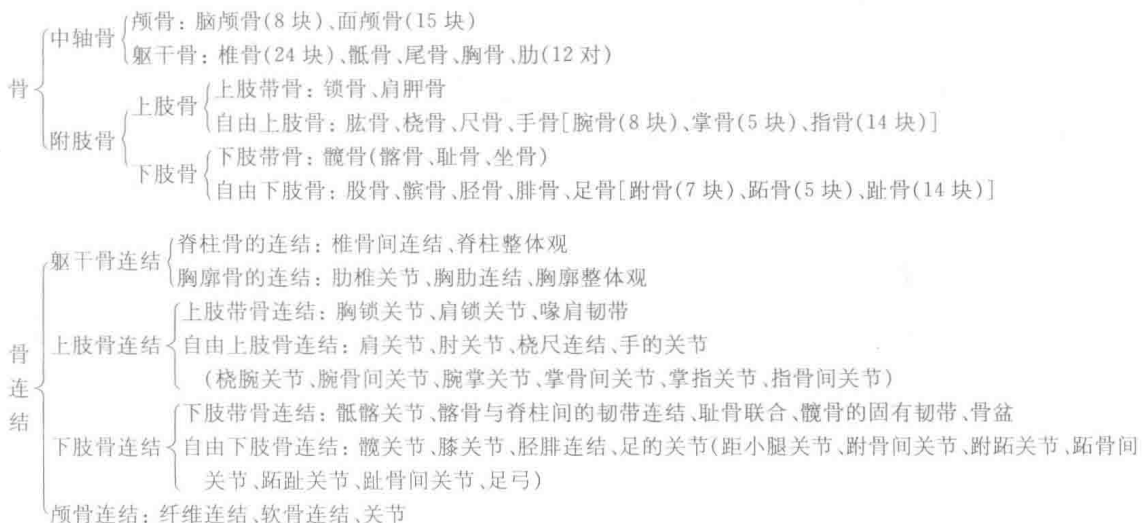 颅骨：脑颅骨(8 块)、面颅骨(15 块)
中轴骨
躯干骨：椎骨(24 块)、骶骨、尾骨、胸骨、肋(12 对)
骨
上肢带骨：锁骨、肩胛骨
上肢骨
自由上肢骨：肱骨、桡骨、尺骨、手骨[腕骨(8 块)、掌骨(5 块)、指骨(14 块)]
附肢骨
下肢带骨：髋骨(髂骨、耻骨、坐骨)
下肢骨
自由下肢骨：股骨、髌骨、胫骨、腓骨、足骨[跗骨(7 块)、跖骨(5 块)、趾骨(14 块)]
脊柱骨的连结：椎骨间连结、脊柱整体观
躯干骨连结
胸廓骨的连结：肋椎关节、胸肋连结、胸廓整体观
上肢带骨连结：胸锁关节、肩锁关节、喙肩韧带
骨连结
上肢骨连结
自由上肢骨连结：肩关节、肘关节、桡尺连结、手的关节
(桡腕关节、腕骨间关节、腕掌关节、掌骨间关节、掌指关节、指骨间关节)
下肢带骨连结：骶髂关节、髂骨与脊柱间的韧带连结、耻骨联合、髋骨的固有韧带、骨盆
下肢骨连结
自由下肢骨连结：髋关节、膝关节、胫腓连结、足的关节(距小腿关节、跗骨间关节、跗跖关节、跖骨间
关节、跖趾关节、趾骨间关节、足弓)
颅骨连结：纤维连结、软骨连结、关节